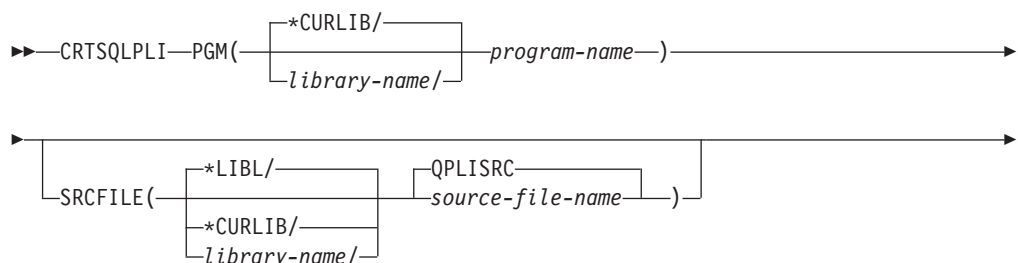 *CURLIB/
CRTSQLPLI PGM( program-name )
library-name/
*LIBL/ QPLISRC
SRCFILE( source-file-name )
*CURLIB/
library-name/